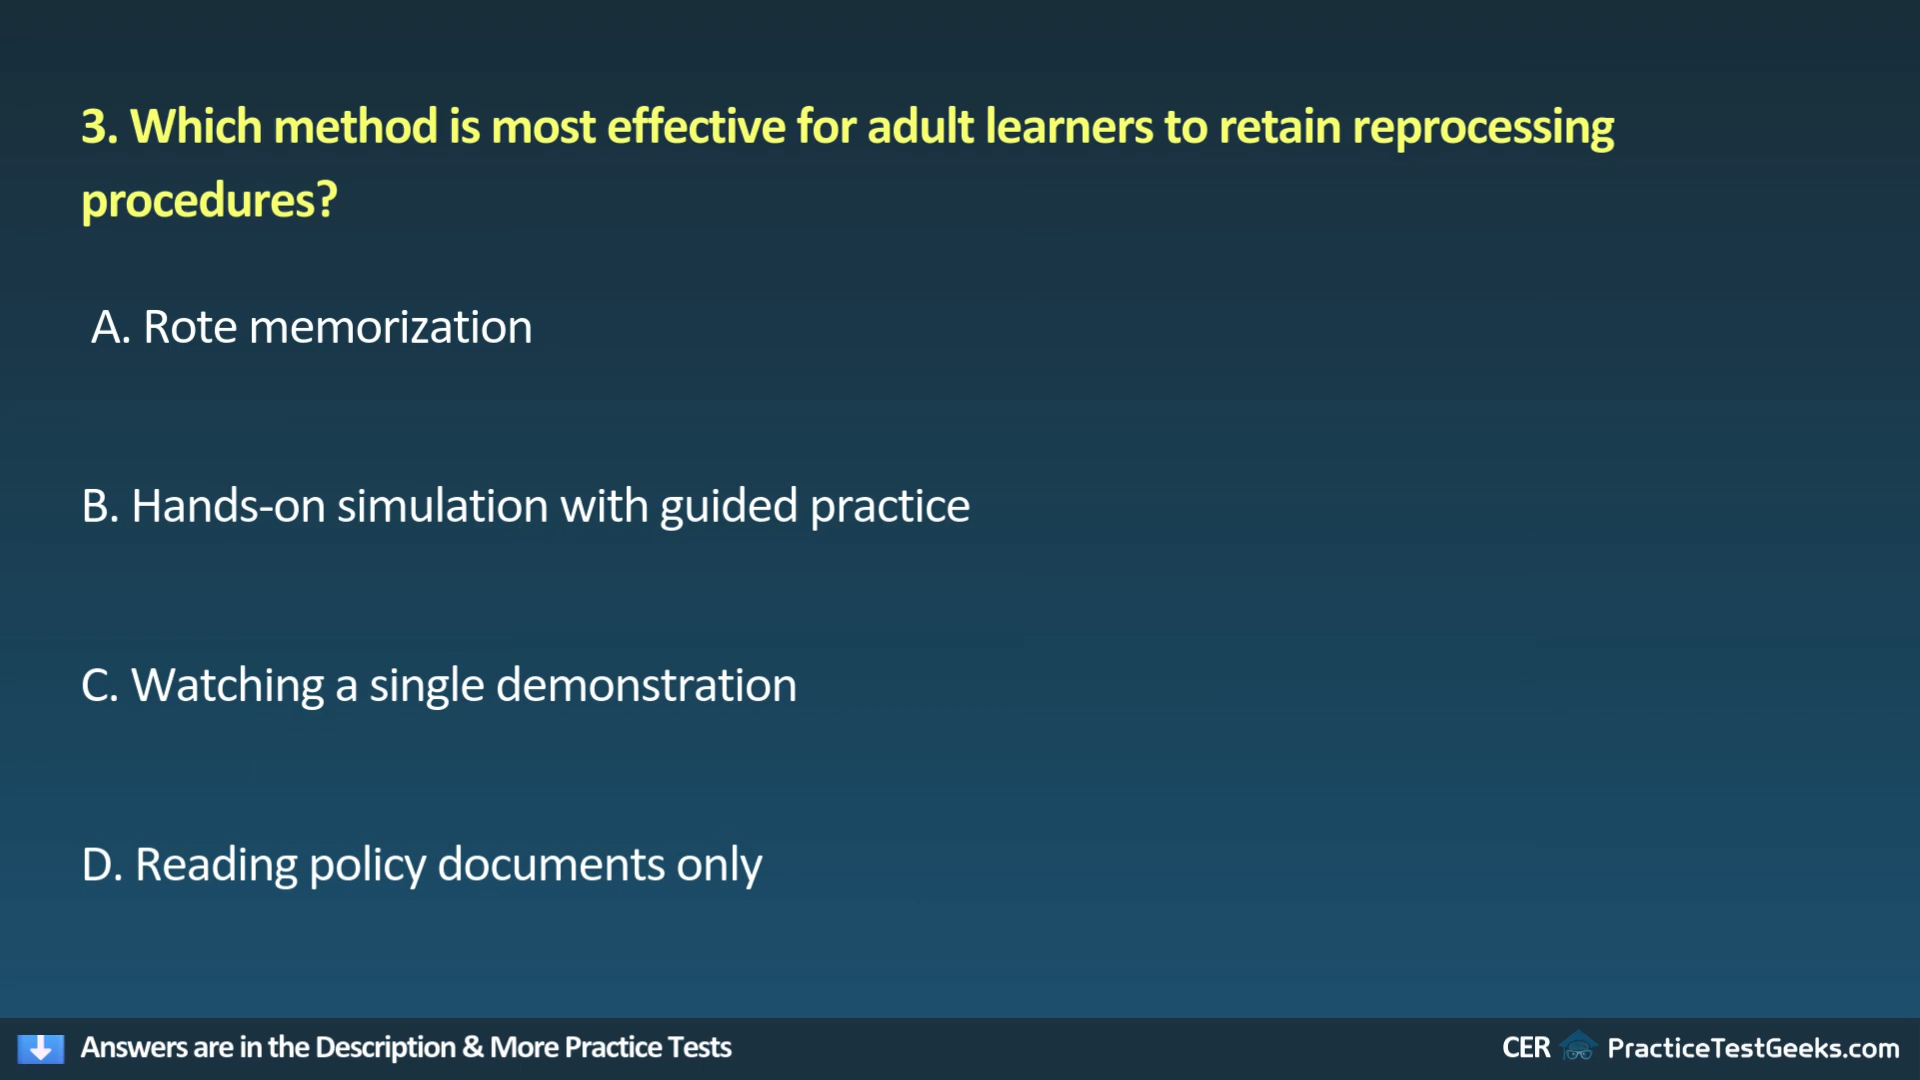 3. Which method is most effective for adult learners to retain reprocessing
procedures?
A. Rote memorization
B. Hands-on simulation with guided practice
C. Watching a single demonstration
D. Reading policy documents only
Answers are in the Description & More Practice Tests
CER PracticeTestGeeks.com